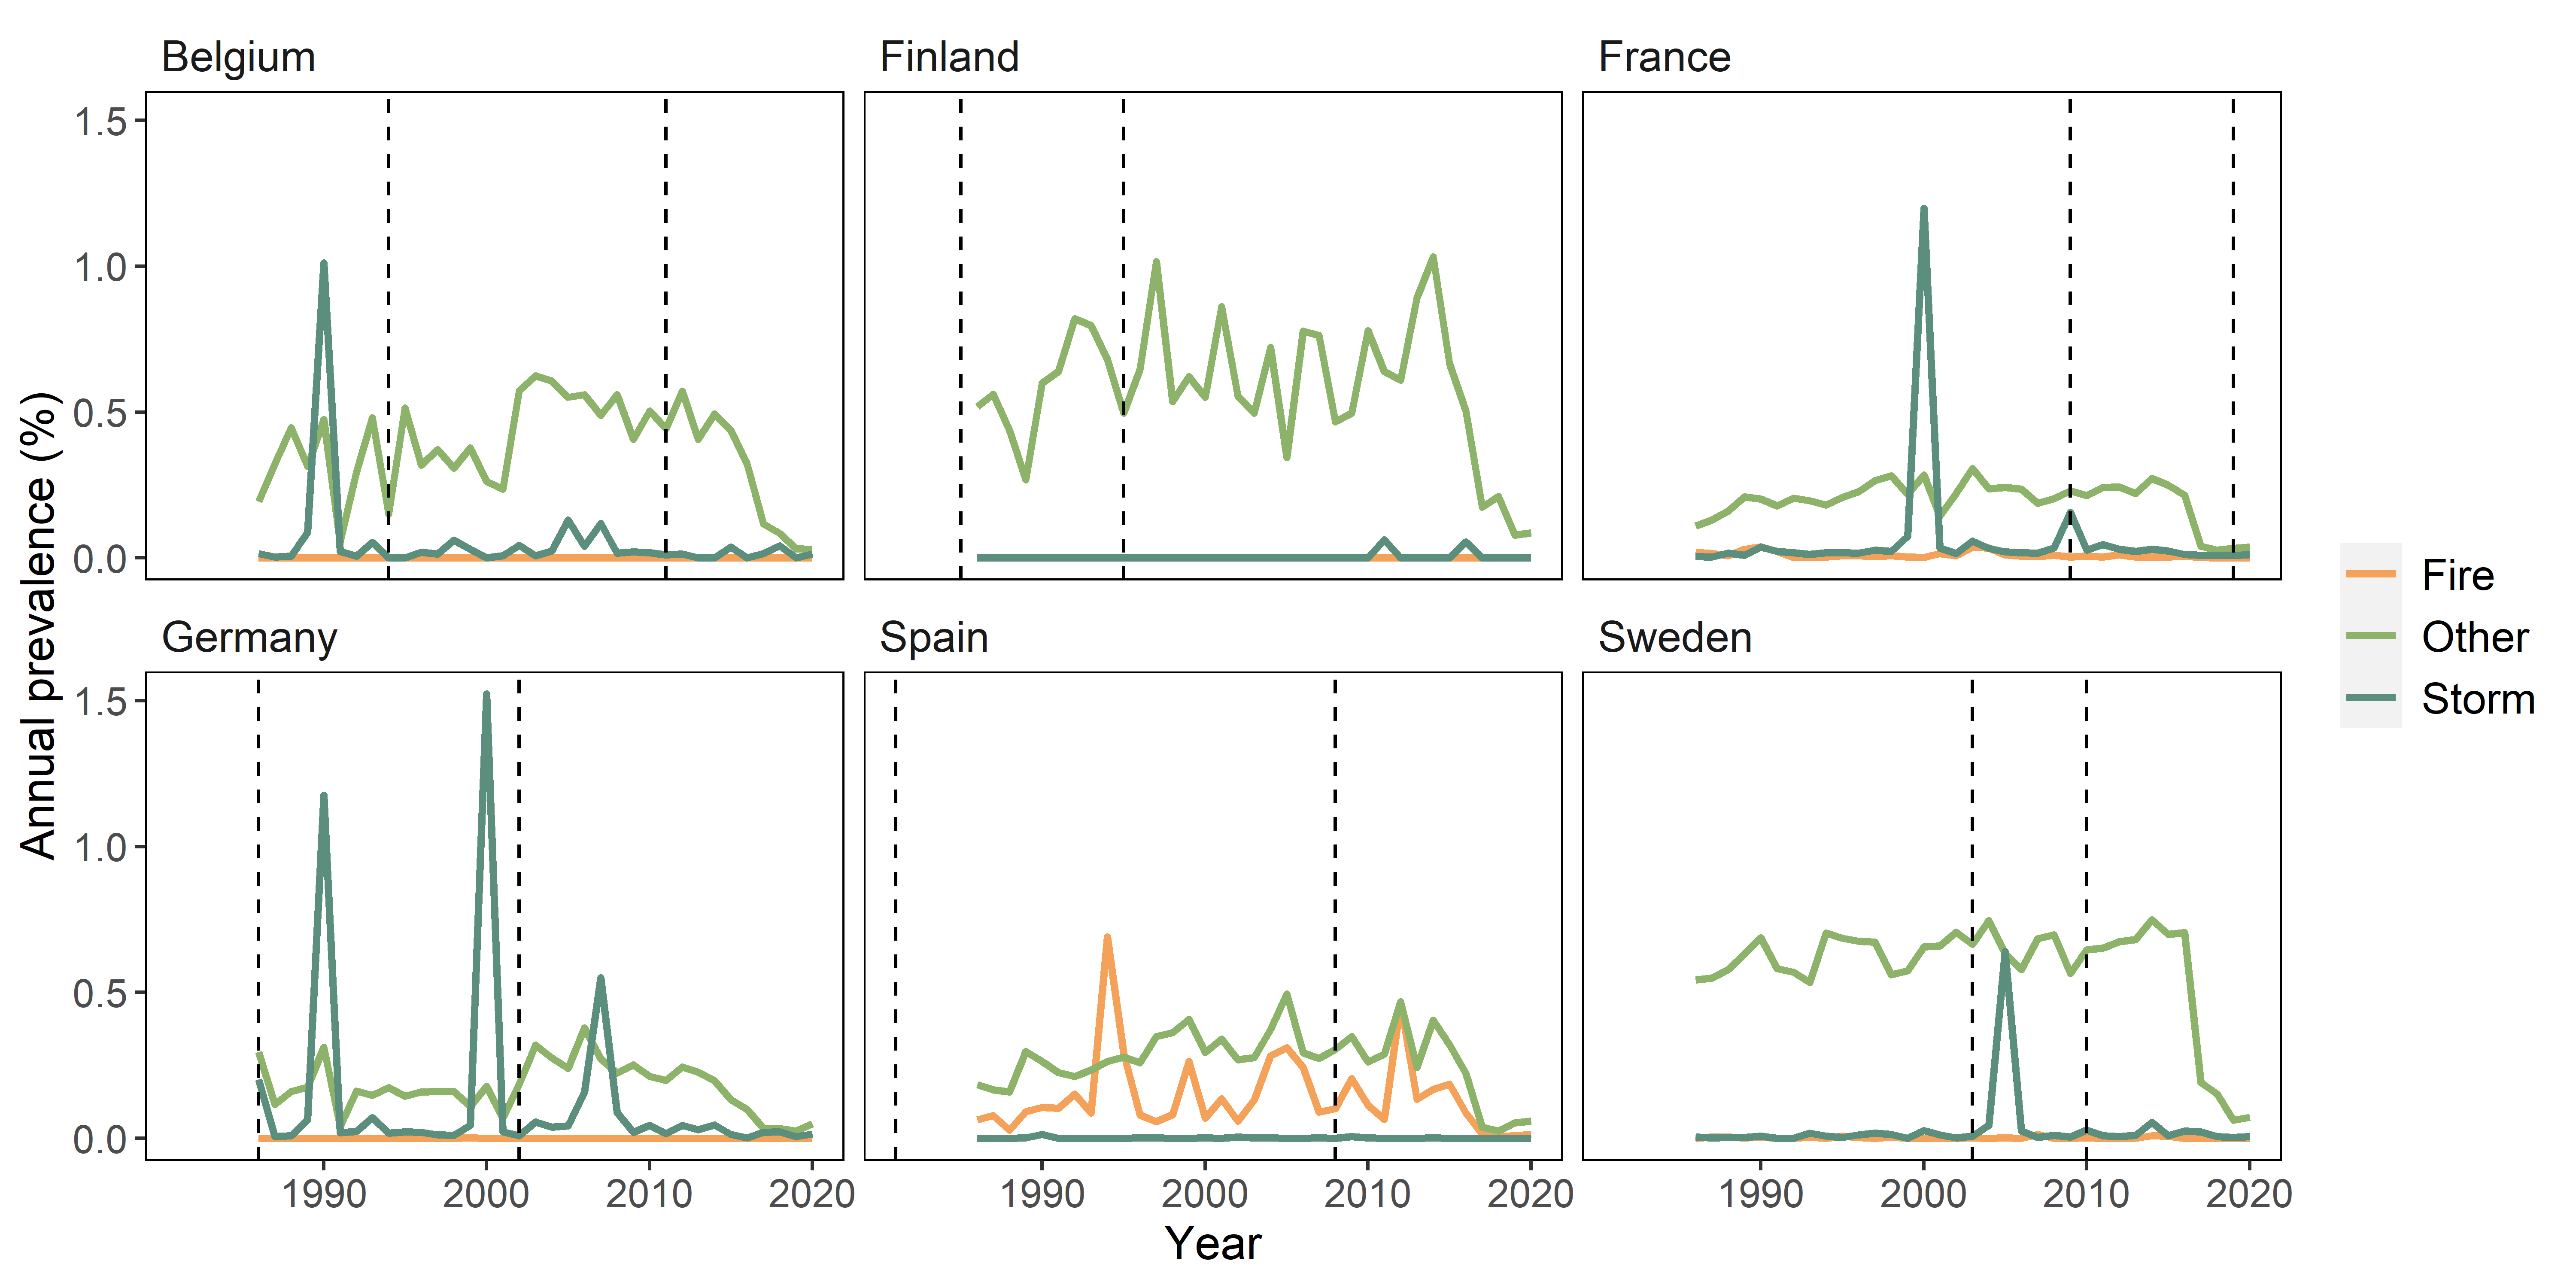 Belgium
Finland
France
1.5
1.0
0.5
0.0
Germany
Spain
Sweden
1.5
1.0
0.5
0.0
1990 2000 2010 2020
1990 2000 2010 2020
1990 2000 2010 2020
Annual prevalence (%)
Year
Fire
Other
Storm